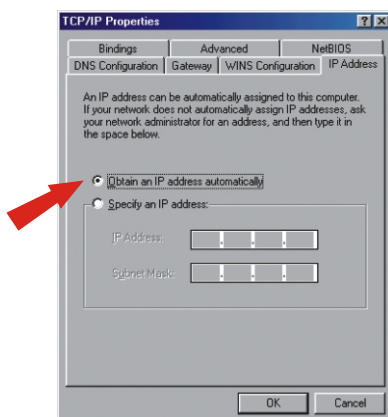 TCP/IP Properties
Bindings Advanced NetBIOS
DNS Configuration Gateway WINS Configuration IP Address
An IP address can be automatically assigned to this computer.
If your network does not automatically assign IP addresses, ask
your network administrator for an address, and then type it in
the space below.
Obtain an IP address automatically
Specify an IP address:
IP Address:
Subnet Mask:
OK Cancel